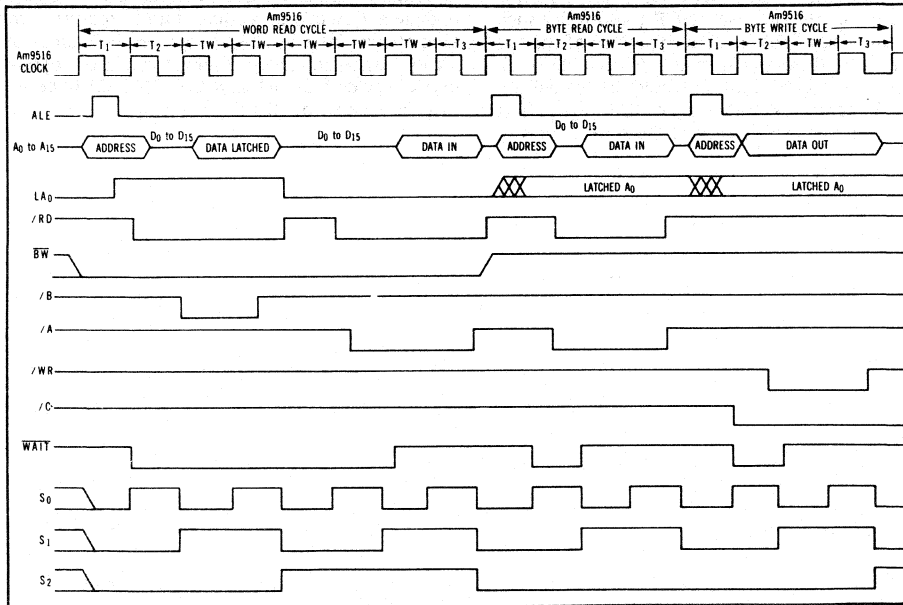 Am9516 Am9516 Am9516
WORD READ CYCLE BYTE READ CYCLE BYTE WRITE CYCLE
T1 T2 TW TW TW TW TW T3 T1 T2 TW T3 T1 T2 TW T3
Am9516
CLOCK
ALE
D0 to D15
A0 to A15 ADDRESS D0 to D15 DATA LATCHED D0 to D15 DATA IN ADDRESS DATA IN ADDRESS DATA OUT
LA0 LATCHED A0 LATCHED A0
/RD
BW
/B
/A
/WR
/C
WAIT
S0
S1
S2